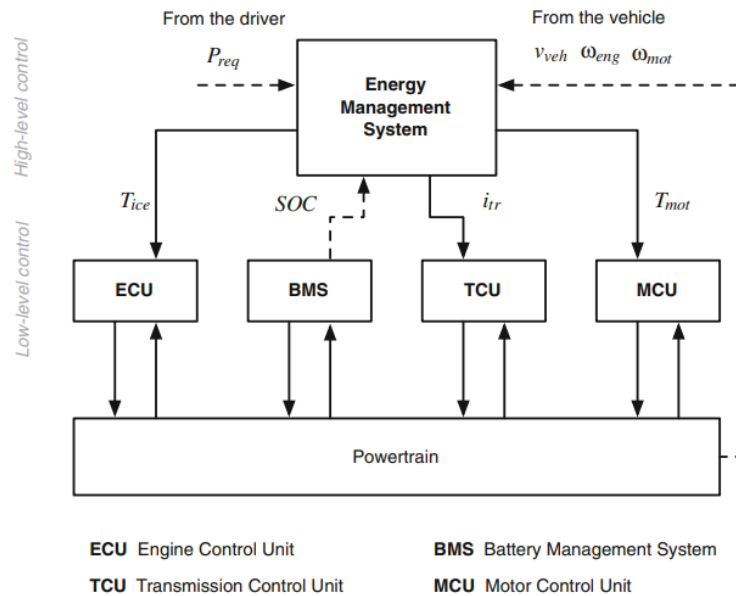 From the driver
From the vehicle
High-level control
P_req
v_veh ω_eng ω_mot
Energy
Management
System
T_ice
SOC
i_tr
T_mot
Low-level control
ECU
BMS
TCU
MCU
Powertrain
ECU Engine Control Unit
BMS Battery Management System
TCU Transmission Control Unit
MCU Motor Control Unit